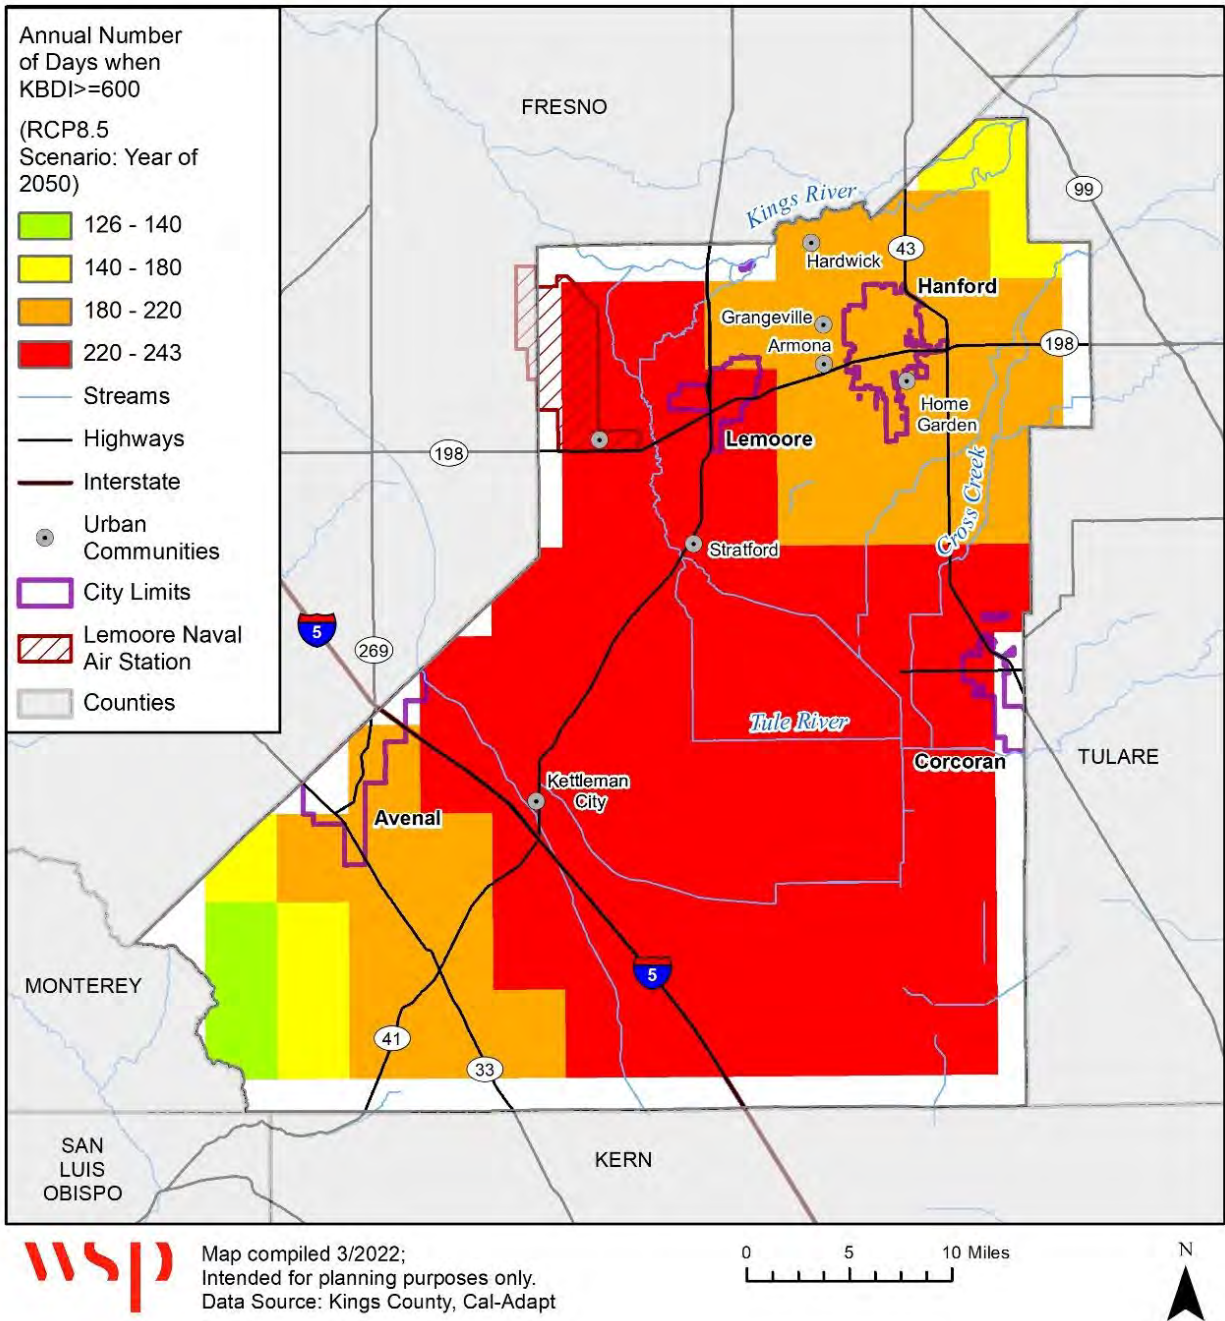 Annual Number
of Days when
KBDI>=600
(RCP8.5
Scenario: Year of
2050)
126 - 140
140 - 180
180 - 220
220 - 243
Streams
Highways
Interstate
Urban
Communities
City Limits
Lemoore Naval
Air Station
Counties
FRESNO
99
Kings River
43
Hardwick
Hanford
Grangeville
Armona
198
Home
Garden
Lemoore
198
Cross Creek
Stratford
5
269
Tule River
Corcoran
TULARE
Kettleman
City
Avenal
5
MONTEREY
41
33
SAN
LUIS
OBISPO
KERN
wsp
Map compiled 3/2022;
Intended for planning purposes only.
Data Source: Kings County, Cal-Adapt
0 5 10 Miles
N